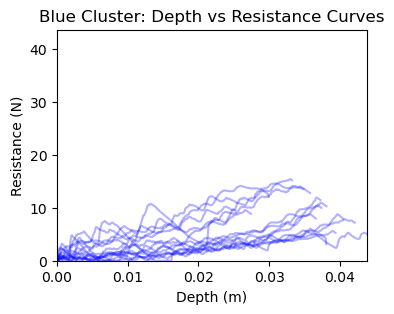 Blue Cluster: Depth vs Resistance Curves
Resistance (N)
40
30
20
10
0
0.00 0.01 0.02 0.03 0.04
Depth (m)